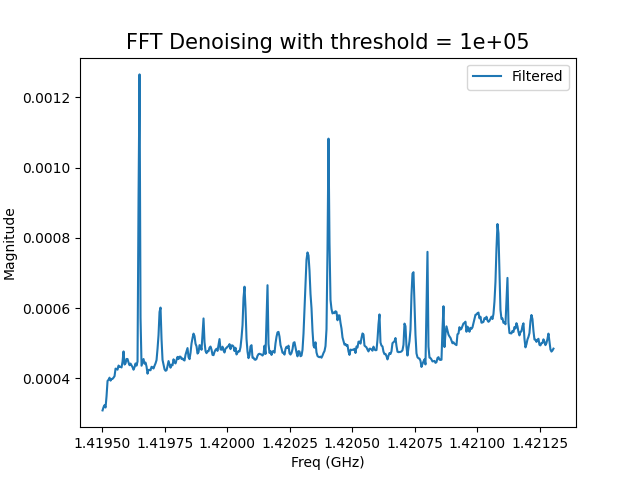 FFT Denoising with threshold = 1e+05
Filtered
0.0012
0.0010
0.0008
0.0006
0.0004
Magnitude
1.41950 1.41975 1.42000 1.42025 1.42050 1.42075 1.42100 1.42125
Freq (GHz)